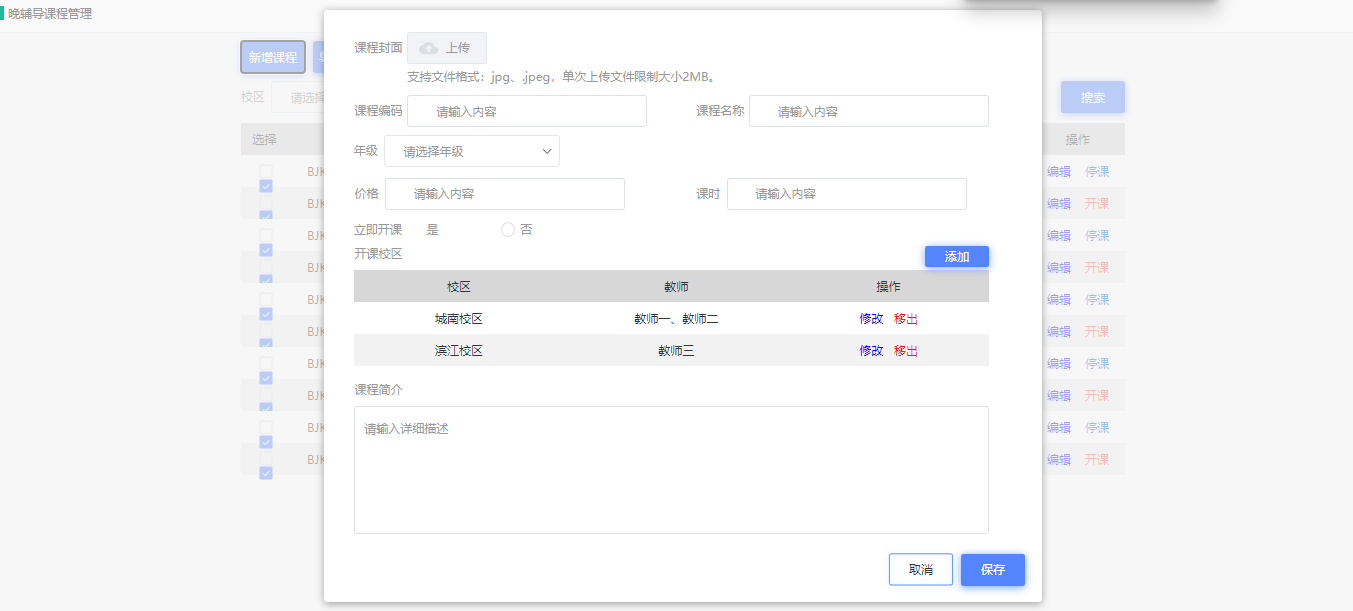 晚辅导课程管理
新增课程
课程封面 上传
支持文件格式：jpg、.jpeg，单次上传文件限制大小2MB。
校区 请选择 搜索
课程编码 请输入内容 课程名称 请输入内容
选择 操作
年级 请选择年级
BJK 编辑 停课
价格 请输入内容 课时 请输入内容
BJK 编辑 开课
立即开课 是 否
BJK 编辑 停课
开课校区 添加
BJK 编辑 开课
校区 教师 操作
BJK 编辑 停课
城南校区 教师一、教师二 修改 移出
BJK 编辑 开课
滨江校区 教师三 修改 移出
BJK 编辑 停课
课程简介
BJK 编辑 开课
请输入详细描述
BJK 编辑 停课
BJK 编辑 开课
取消 保存